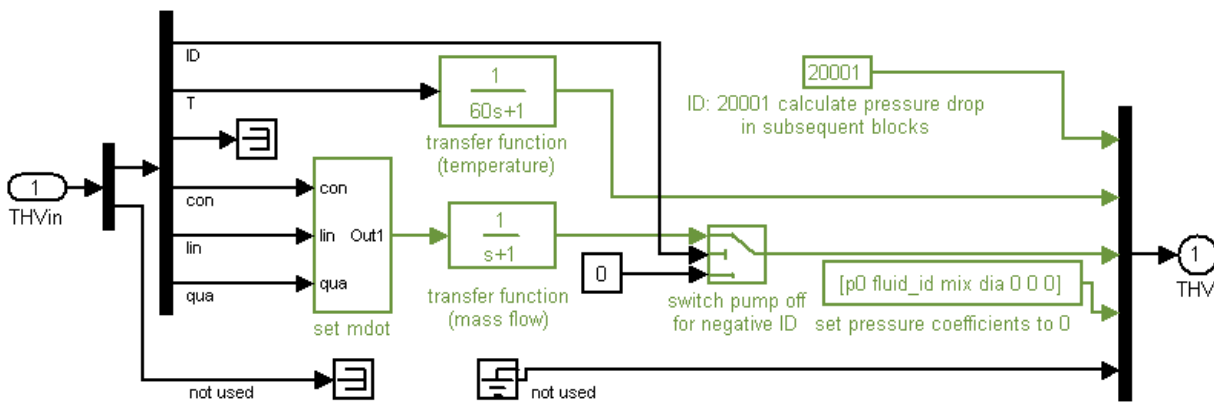 ID
20001
1
60s+1
T
ID: 20001 calculate pressure drop
in subsequent blocks
transfer function
(temperature)
1
THVin
con
con
lin
lin
Out1
qua
qua
set mdot
1
s+1
transfer function
(mass flow)
0
switch pump off
for negative ID
[p0 fluid_id mix dia 0 0 0]
set pressure coefficients to 0
1
THV
not used
not used